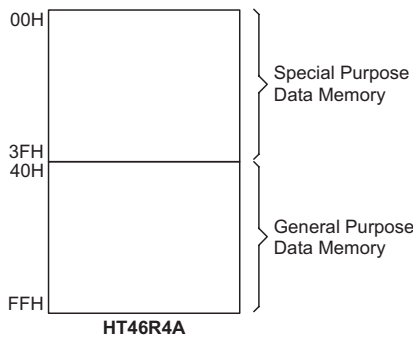 00H
Special Purpose
Data Memory
3FH
40H
General Purpose
Data Memory
FFH
HT46R4A